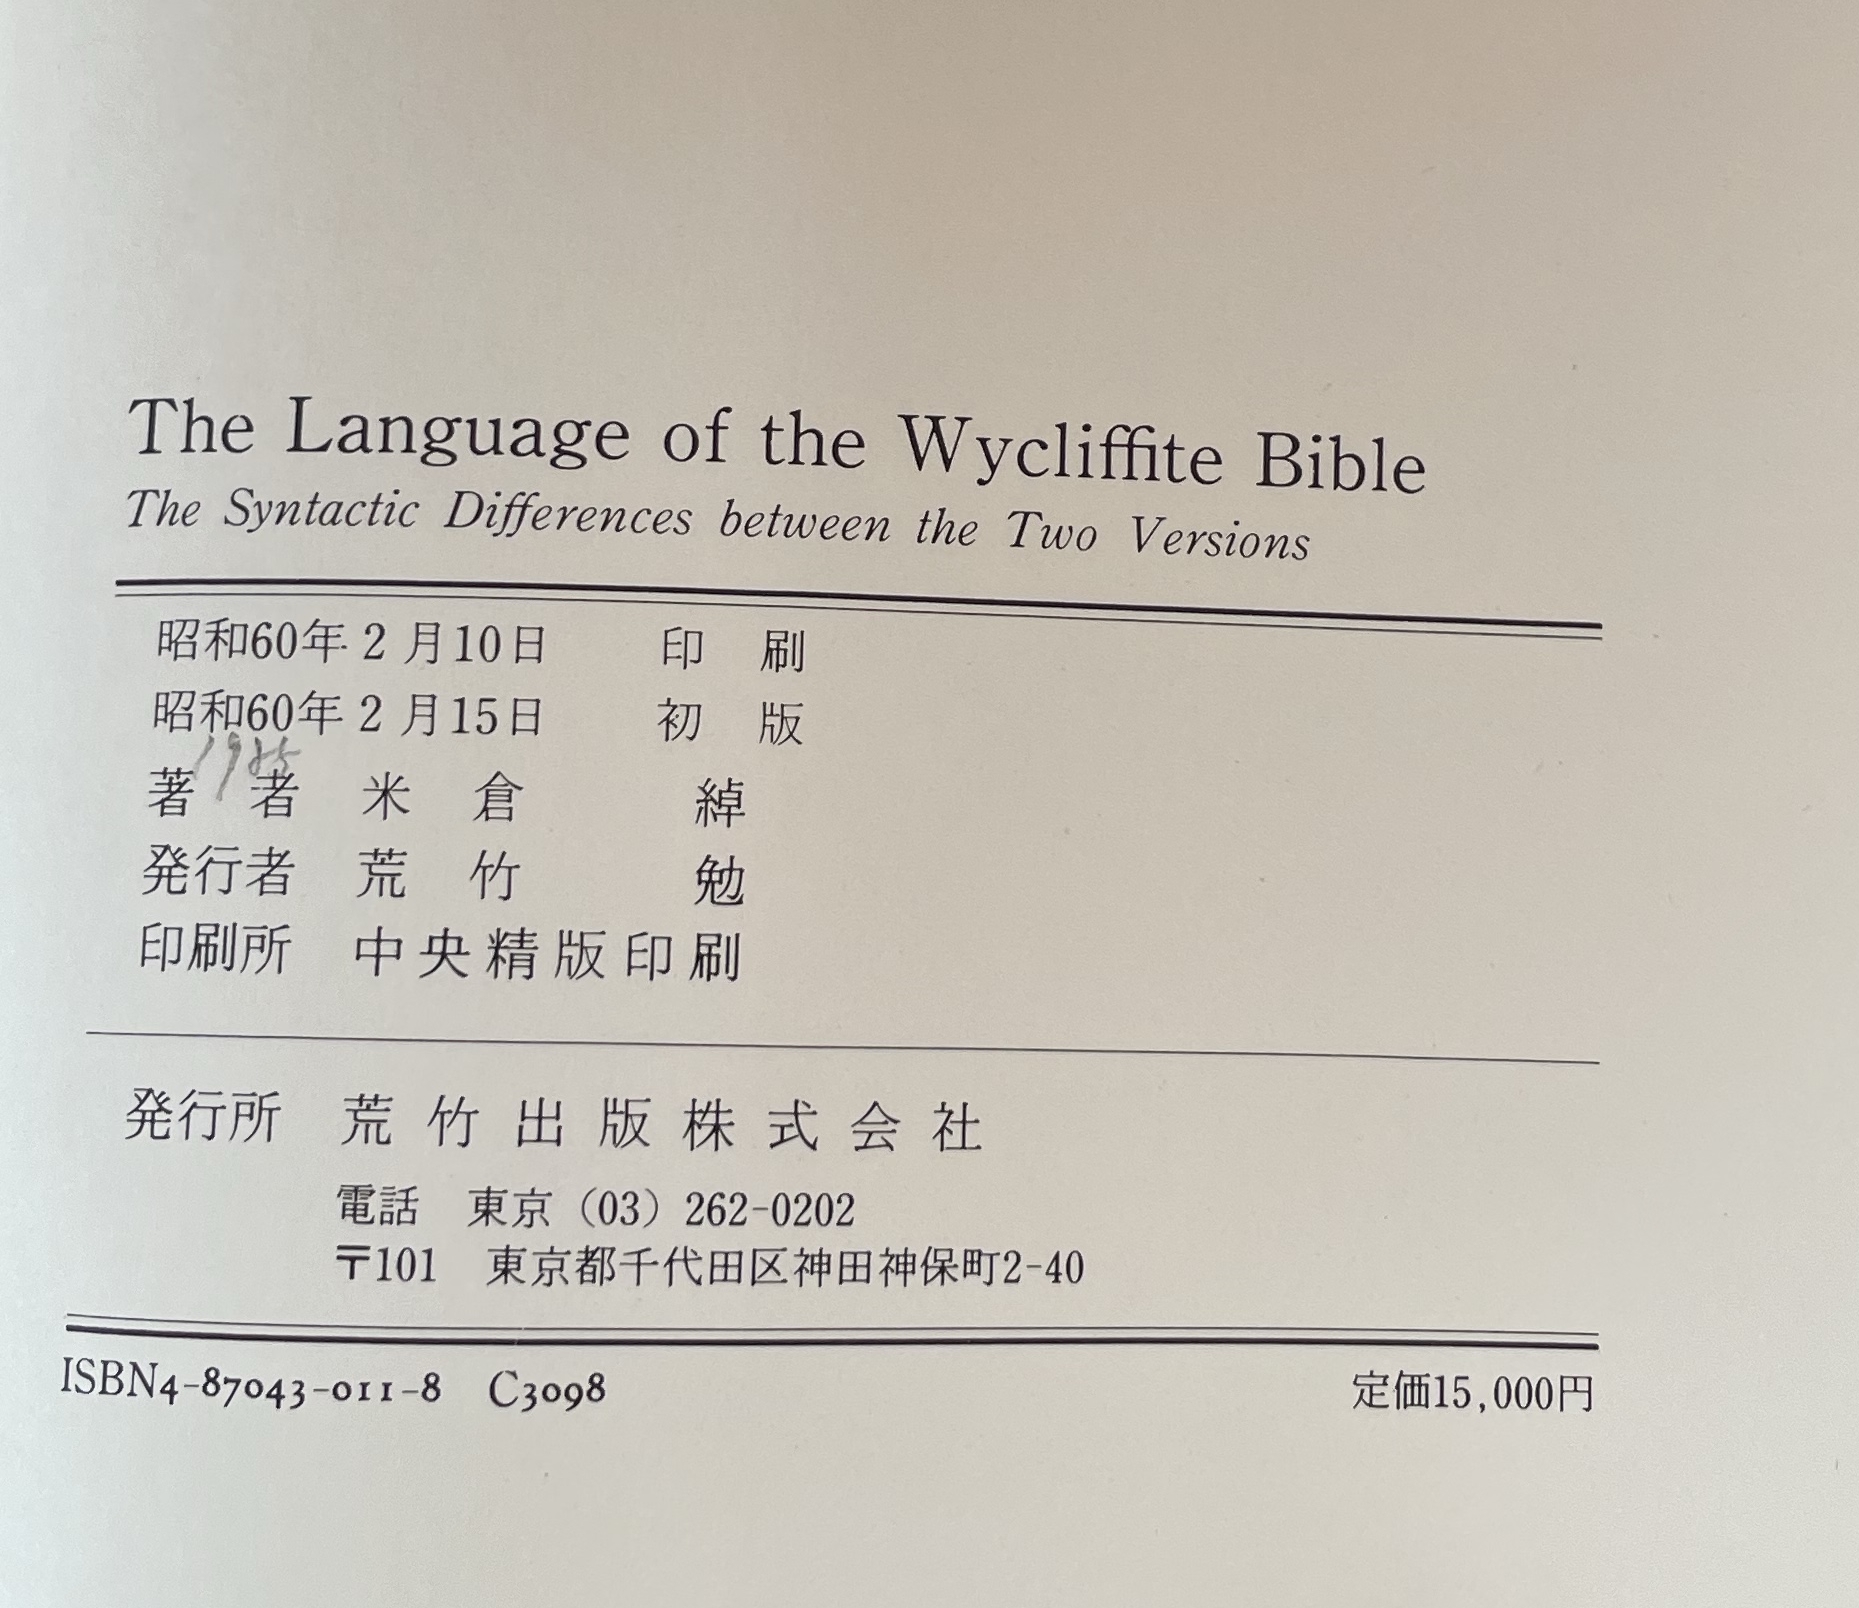 The Language of the Wycliffite Bible
The Syntactic Differences between the Two Versions
昭和60年2月10日 印刷
昭和60年2月15日 初版
1985
著者 米倉 綽
発行者 荒竹 勉
印刷所 中央精版印刷
発行所 荒竹出版株式会社
電話 東京(03)262-0202
〒101 東京都千代田区神田神保町2-40
ISBN4-87043-011-8 C3098 定価15,000円